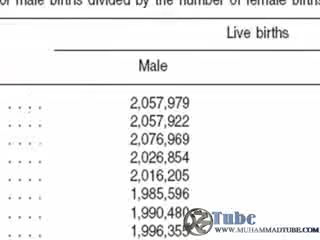 of male births divided by the number of female births
Live births
Male
. . . . 2,057,979
. . . . 2,057,922
. . . . 2,076,969
. . . . 2,026,854
. . . . 2,016,205
. . . . 1,985,596
. . . . 1,990,480
. . . . 1,996,355
Tube
WWW.MUHAMMADTUBE.COM